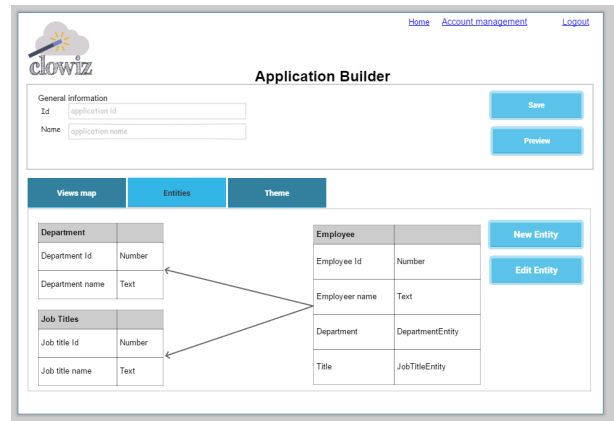 Home Account management Logout
clowiz
Application Builder
General information
Id application id
Name application name
Save
Preview
Views map Entities Theme
Department
Department Id Number
Department name Text
Job Titles
Job title Id Number
Job title name Text
Employee
Employee Id Number
Employeer name Text
Department DepartmentEntity
Title JobTitleEntity
New Entity
Edit Entity